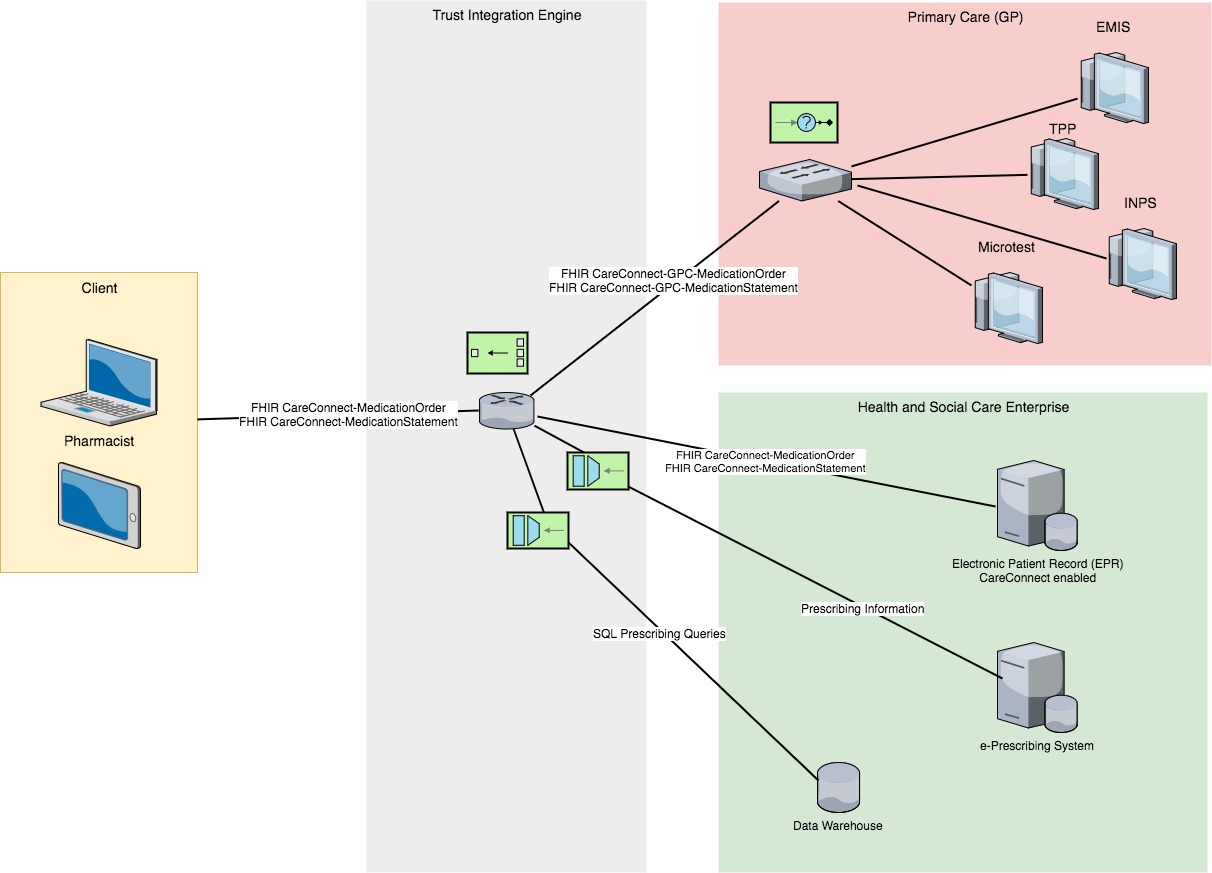 Trust Integration Engine
Primary Care (GP)
EMIS
?
TPP
INPS
Microtest
FHIR CareConnect-GPC-MedicationOrder
FHIR CareConnect-GPC-MedicationStatement
Client
Pharmacist
FHIR CareConnect-MedicationOrder
FHIR CareConnect-MedicationStatement
Health and Social Care Enterprise
FHIR CareConnect-MedicationOrder
FHIR CareConnect-MedicationStatement
Electronic Patient Record (EPR)
CareConnect enabled
Prescribing Information
SQL Prescribing Queries
e-Prescribing System
Data Warehouse